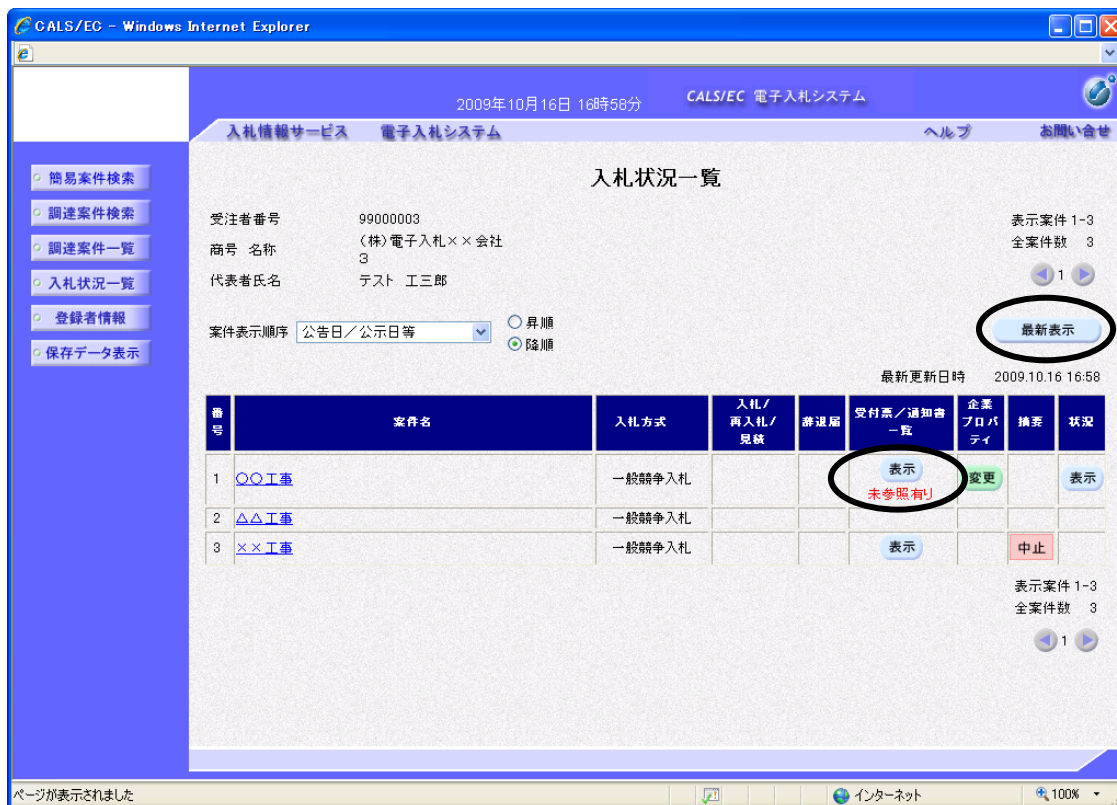 CALS/EC - Windows Internet Explorer
2009年10月16日 16時58分
CALS/EC 電子入札システム
入札情報サービス 電子入札システム ヘルプ お問い合せ
簡易案件検索
調達案件検索
調達案件一覧
入札状況一覧
登録者情報
保存データ表示
入札状況一覧
受注者番号 99000003
商号 名称 (株)電子入札××会社
3
代表者氏名 テスト 工三郎
表示案件 1-3
全案件数 3
1
案件表示順序 公告日/公示日等
昇順
降順
最新表示
最新更新日時 2009.10.16 16:58
番号 案件名 入札方式 入札/再入札/見積 辞退届 受付票/通知書一覧 企業プロパティ 摘要 状況
1 〇〇工事 一般競争入札 表示 未参照有り 変更 表示
2 △△工事 一般競争入札
3 ××工事 一般競争入札 表示 中止
表示案件 1-3
全案件数 3
1
ページが表示されました インターネット 100%